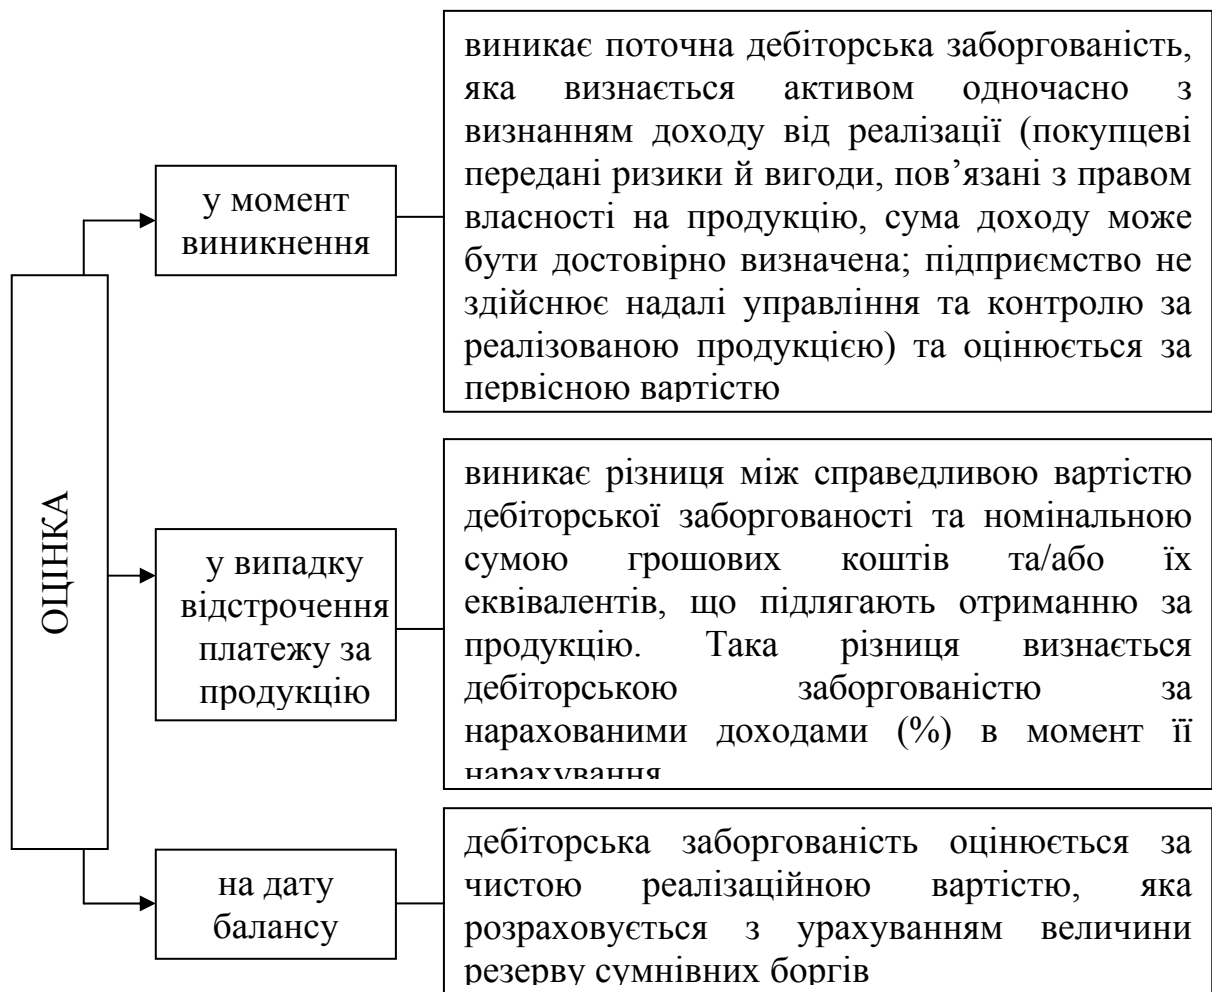 ОЦІНКА
у момент
виникнення
виникає поточна дебіторська заборгованість,
яка визнається активом одночасно з
визнанням доходу від реалізації (покупцеві
передані ризики й вигоди, пов’язані з правом
власності на продукцію, сума доходу може
бути достовірно визначена; підприємство не
здійснює надалі управління та контролю за
реалізованою продукцією) та оцінюється за
первісною вартістю
у випадку
відстрочення
платежу за
продукцію
виникає різниця між справедливою вартістю
дебіторської заборгованості та номінальною
сумою грошових коштів та/або їх
еквівалентів, що підлягають отриманню за
продукцію. Така різниця визнається
дебіторською заборгованістю за
нарахованими доходами (%) в момент її
нарахування
на дату
балансу
дебіторська заборгованість оцінюється за
чистою реалізаційною вартістю, яка
розраховується з урахуванням величини
резерву сумнівних боргів